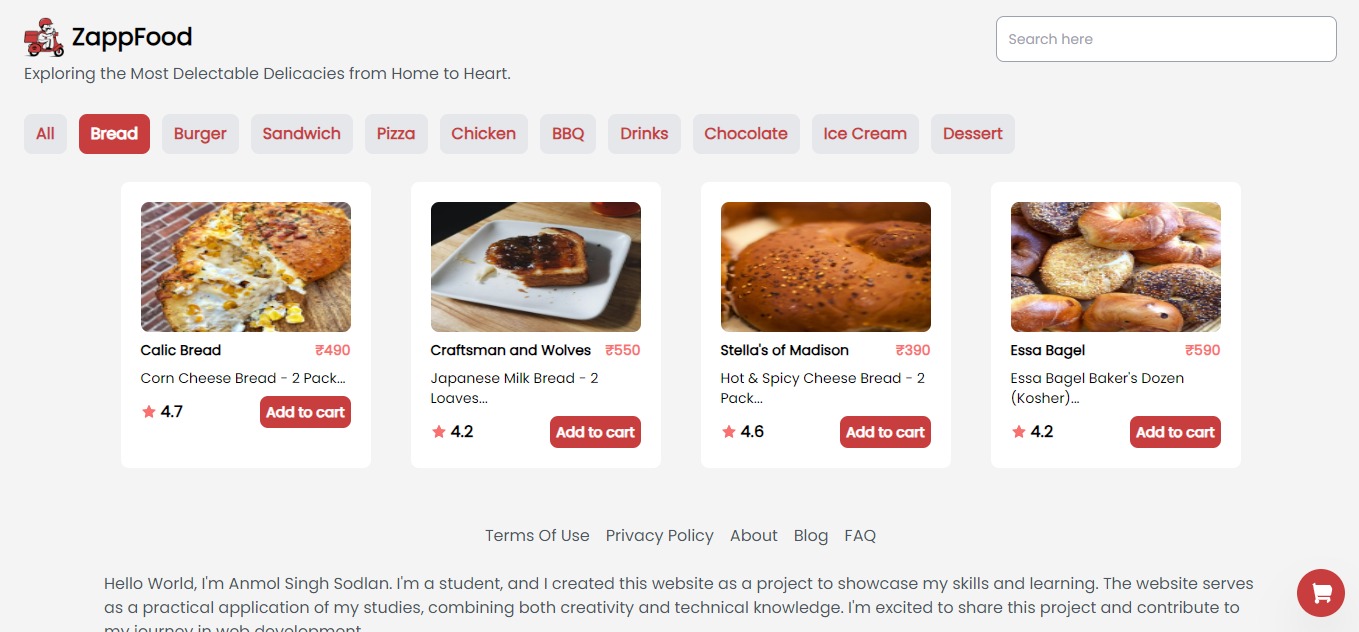 ZappFood
Search here
Exploring the Most Delectable Delicacies from Home to Heart.
All
Bread
Burger
Sandwich
Pizza
Chicken
BBQ
Drinks
Chocolate
Ice Cream
Dessert
Calic Bread
₹490
Corn Cheese Bread - 2 Pack...
4.7
Add to cart
Craftsman and Wolves
₹550
Japanese Milk Bread - 2
Loaves...
4.2
Add to cart
Stella's of Madison
₹390
Hot & Spicy Cheese Bread - 2
Pack...
4.6
Add to cart
Essa Bagel
₹590
Essa Bagel Baker's Dozen
(Kosher)...
4.2
Add to cart
Terms Of Use
Privacy Policy
About
Blog
FAQ
Hello World, I'm Anmol Singh Sodlan. I'm a student, and I created this website as a project to showcase my skills and learning. The website serves
as a practical application of my studies, combining both creativity and technical knowledge. I'm excited to share this project and contribute to
my journey in web development.